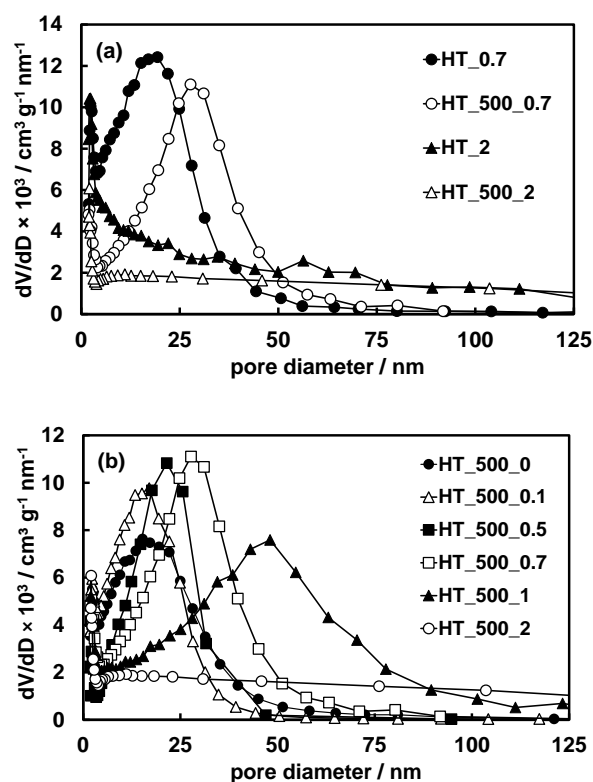 (a)
HT_0.7
HT_500_0.7
HT_2
HT_500_2
dV/dD × 10³ / cm³ g⁻¹ nm⁻¹
14
12
10
8
6
4
2
0
0 25 50 75 100 125
pore diameter / nm
(b)
HT_500_0
HT_500_0.1
HT_500_0.5
HT_500_0.7
HT_500_1
HT_500_2
dV/dD × 10³ / cm³ g⁻¹ nm⁻¹
12
10
8
6
4
2
0
0 25 50 75 100 125
pore diameter / nm